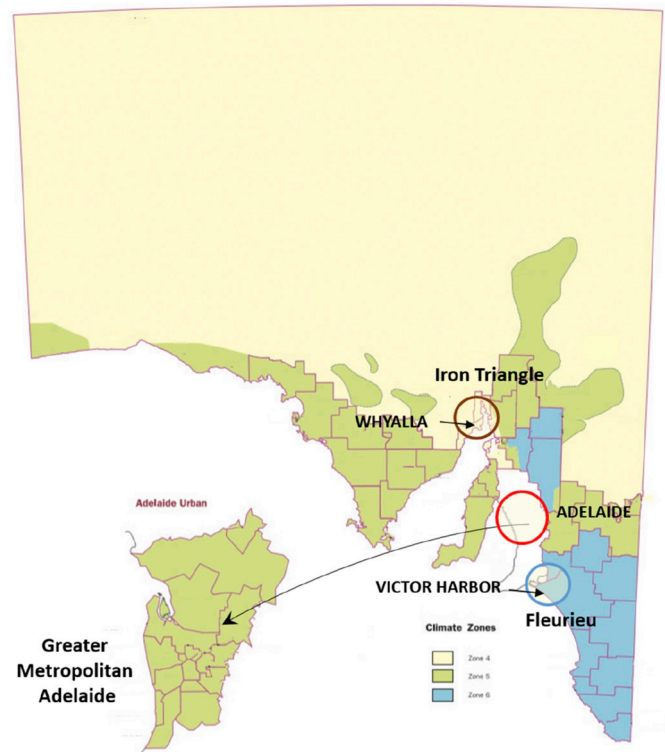 Iron Triangle
WHYALLA
Adelaide Urban
ADELAIDE
VICTOR HARBOR
Fleurieu
Climate Zones
Greater
Metropolitan
Adelaide
Zone 4
Zone 5
Zone 6